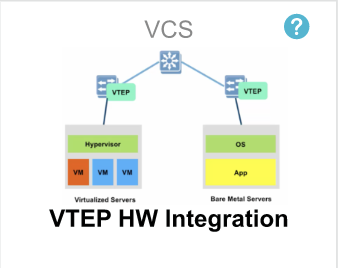 VCS
?
VTEP
VTEP
Hypervisor
OS
VM VM VM
App
Virtualized Servers
Bare Metal Servers
VTEP HW Integration